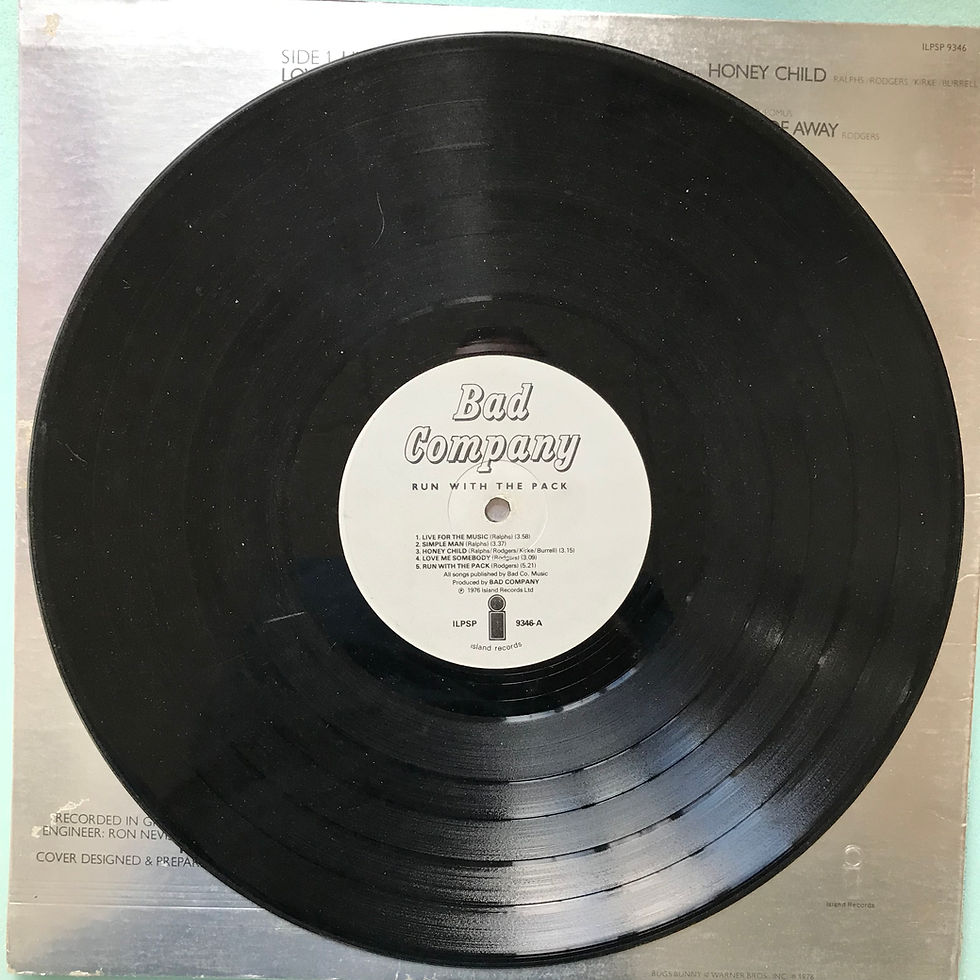 ILPSP 9346
SIDE 1
HONEY CHILD RALPHS/RODGERS/KIRKE/BURRELL
AWAY RODGERS
Bad
Company
RUN WITH THE PACK
1. LIVE FOR THE MUSIC (Ralphs) (3.58)
2. SIMPLE MAN (Ralphs) (3.37)
3. HONEY CHILD (Ralphs/Rodgers/Kirke/Burrell) (3.15)
4. LOVE ME SOMEBODY (Rodgers) (3.09)
5. RUN WITH THE PACK (Rodgers) (5.21)
All songs published by Bad Co. Music
Produced by BAD COMPANY
℗ 1976 Island Records Ltd
ILPSP 9346-A
island records
RECORDED IN
ENGINEER: RON
COVER DESIGNED &
Island Records
BUGS BUNNY © WARNER BROS. INC. © 1976